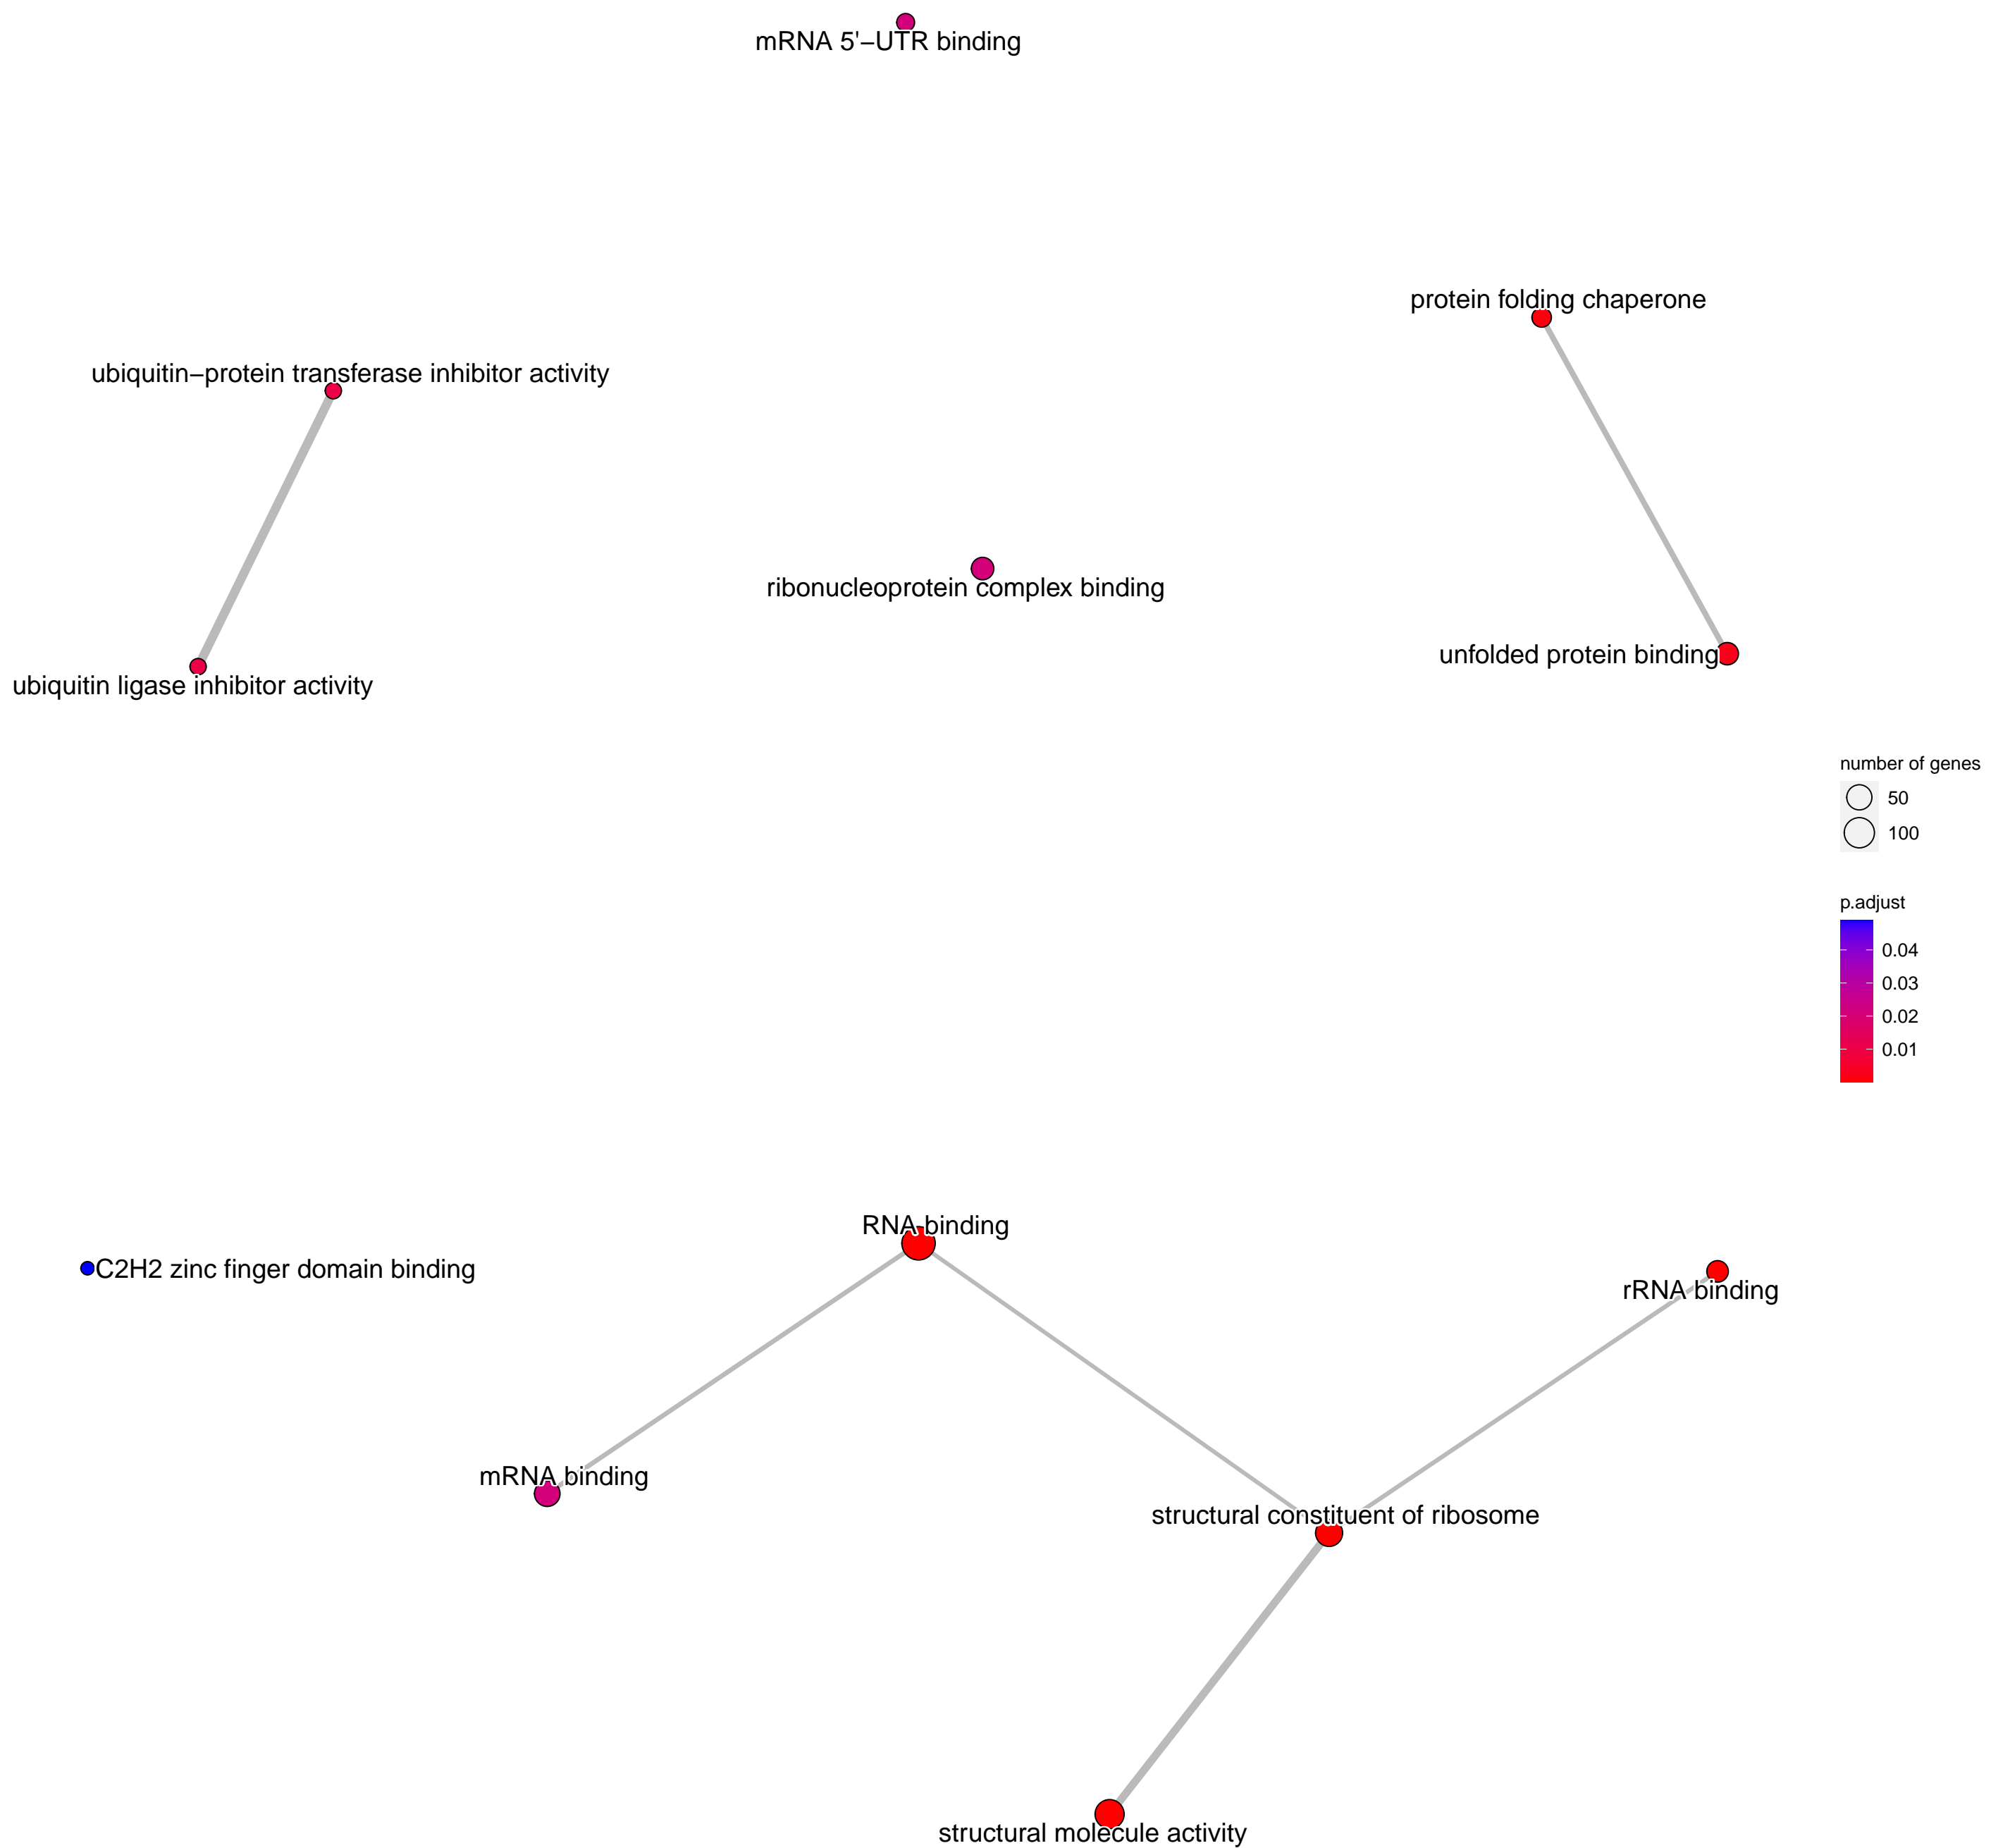 mRNA 5'−UTR binding
protein folding chaperone
ubiquitin−protein transferase inhibitor activity
ribonucleoprotein complex binding
unfolded protein binding
ubiquitin ligase inhibitor activity
number of genes
50
100
p.adjust
0.04
0.03
0.02
0.01
RNA binding
C2H2 zinc finger domain binding
rRNA binding
mRNA binding
structural constituent of ribosome
structural molecule activity